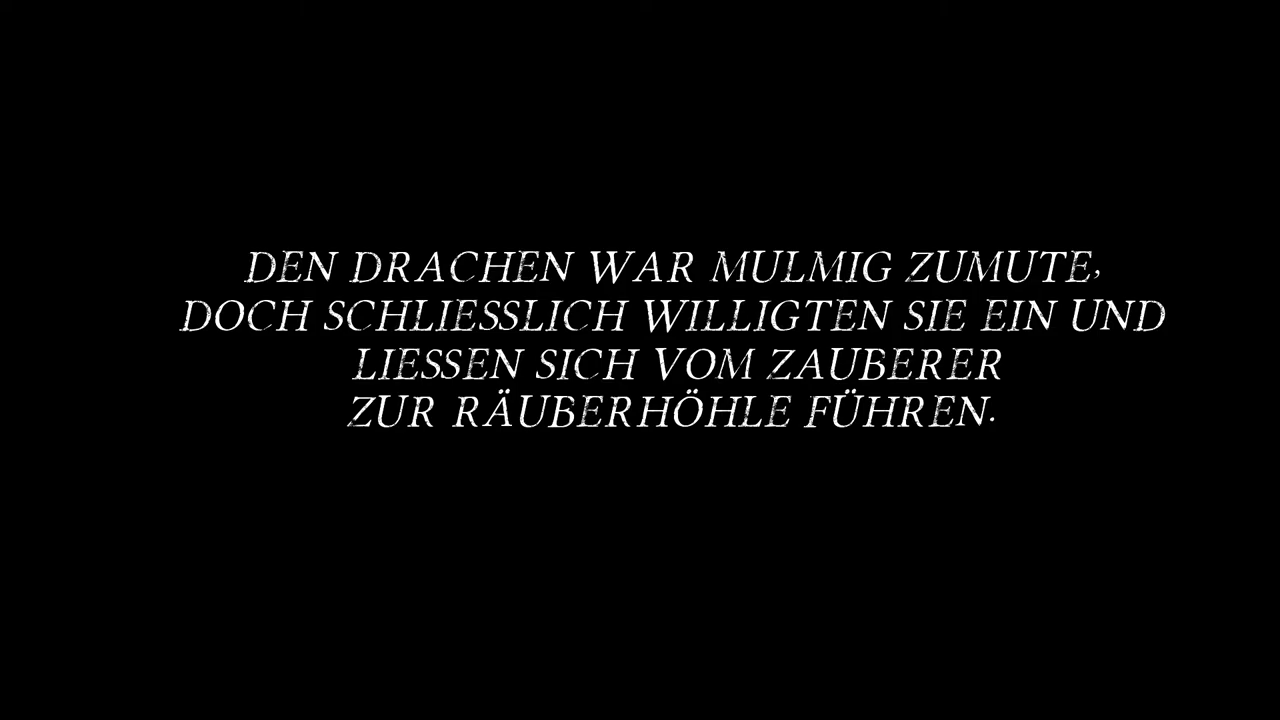 DEN DRACHEN WAR MULMIG ZUMUTE,
DOCH SCHLIESSLICH WILLIGTEN SIE EIN UND
LIESSEN SICH VOM ZAUBERER
ZUR RÄUBERHÖHLE FÜHREN.